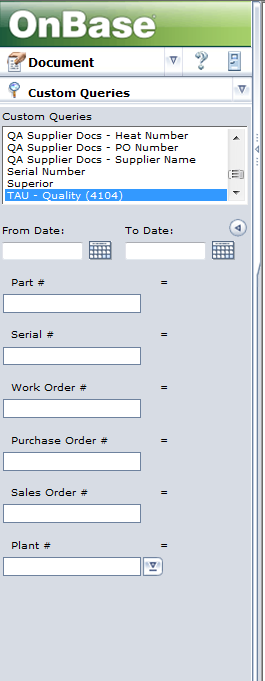 OnBase
Document
Custom Queries
Custom Queries
QA Supplier Docs - Heat Number
QA Supplier Docs - PO Number
QA Supplier Docs - Supplier Name
Serial Number
Superior
TAU - Quality (4104)
From Date: To Date:
Part # =
Serial # =
Work Order # =
Purchase Order # =
Sales Order # =
Plant # =